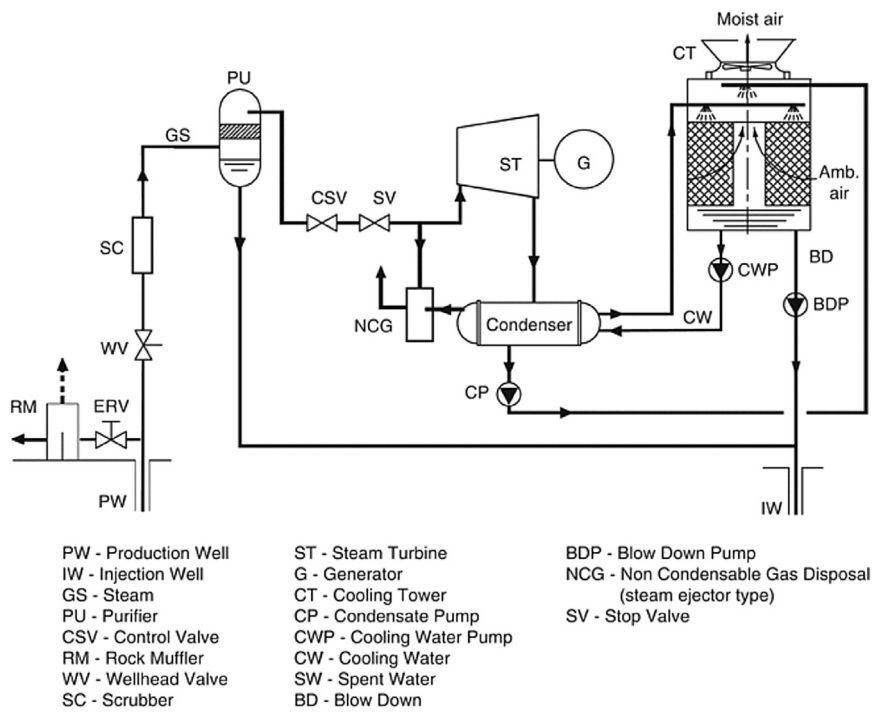 Moist air
CT
PU
GS
ST
G
Amb.
air
CSV
SV
SC
CWP
BD
NCG
Condenser
CW
BDP
WV
CP
RM
ERV
PW
IW
PW - Production Well
IW - Injection Well
GS - Steam
PU - Purifier
CSV - Control Valve
RM - Rock Muffler
WV - Wellhead Valve
SC - Scrubber
ST - Steam Turbine
G - Generator
CT - Cooling Tower
CP - Condensate Pump
CWP - Cooling Water Pump
CW - Cooling Water
SW - Spent Water
BD - Blow Down
BDP - Blow Down Pump
NCG - Non Condensable Gas Disposal
(steam ejector type)
SV - Stop Valve